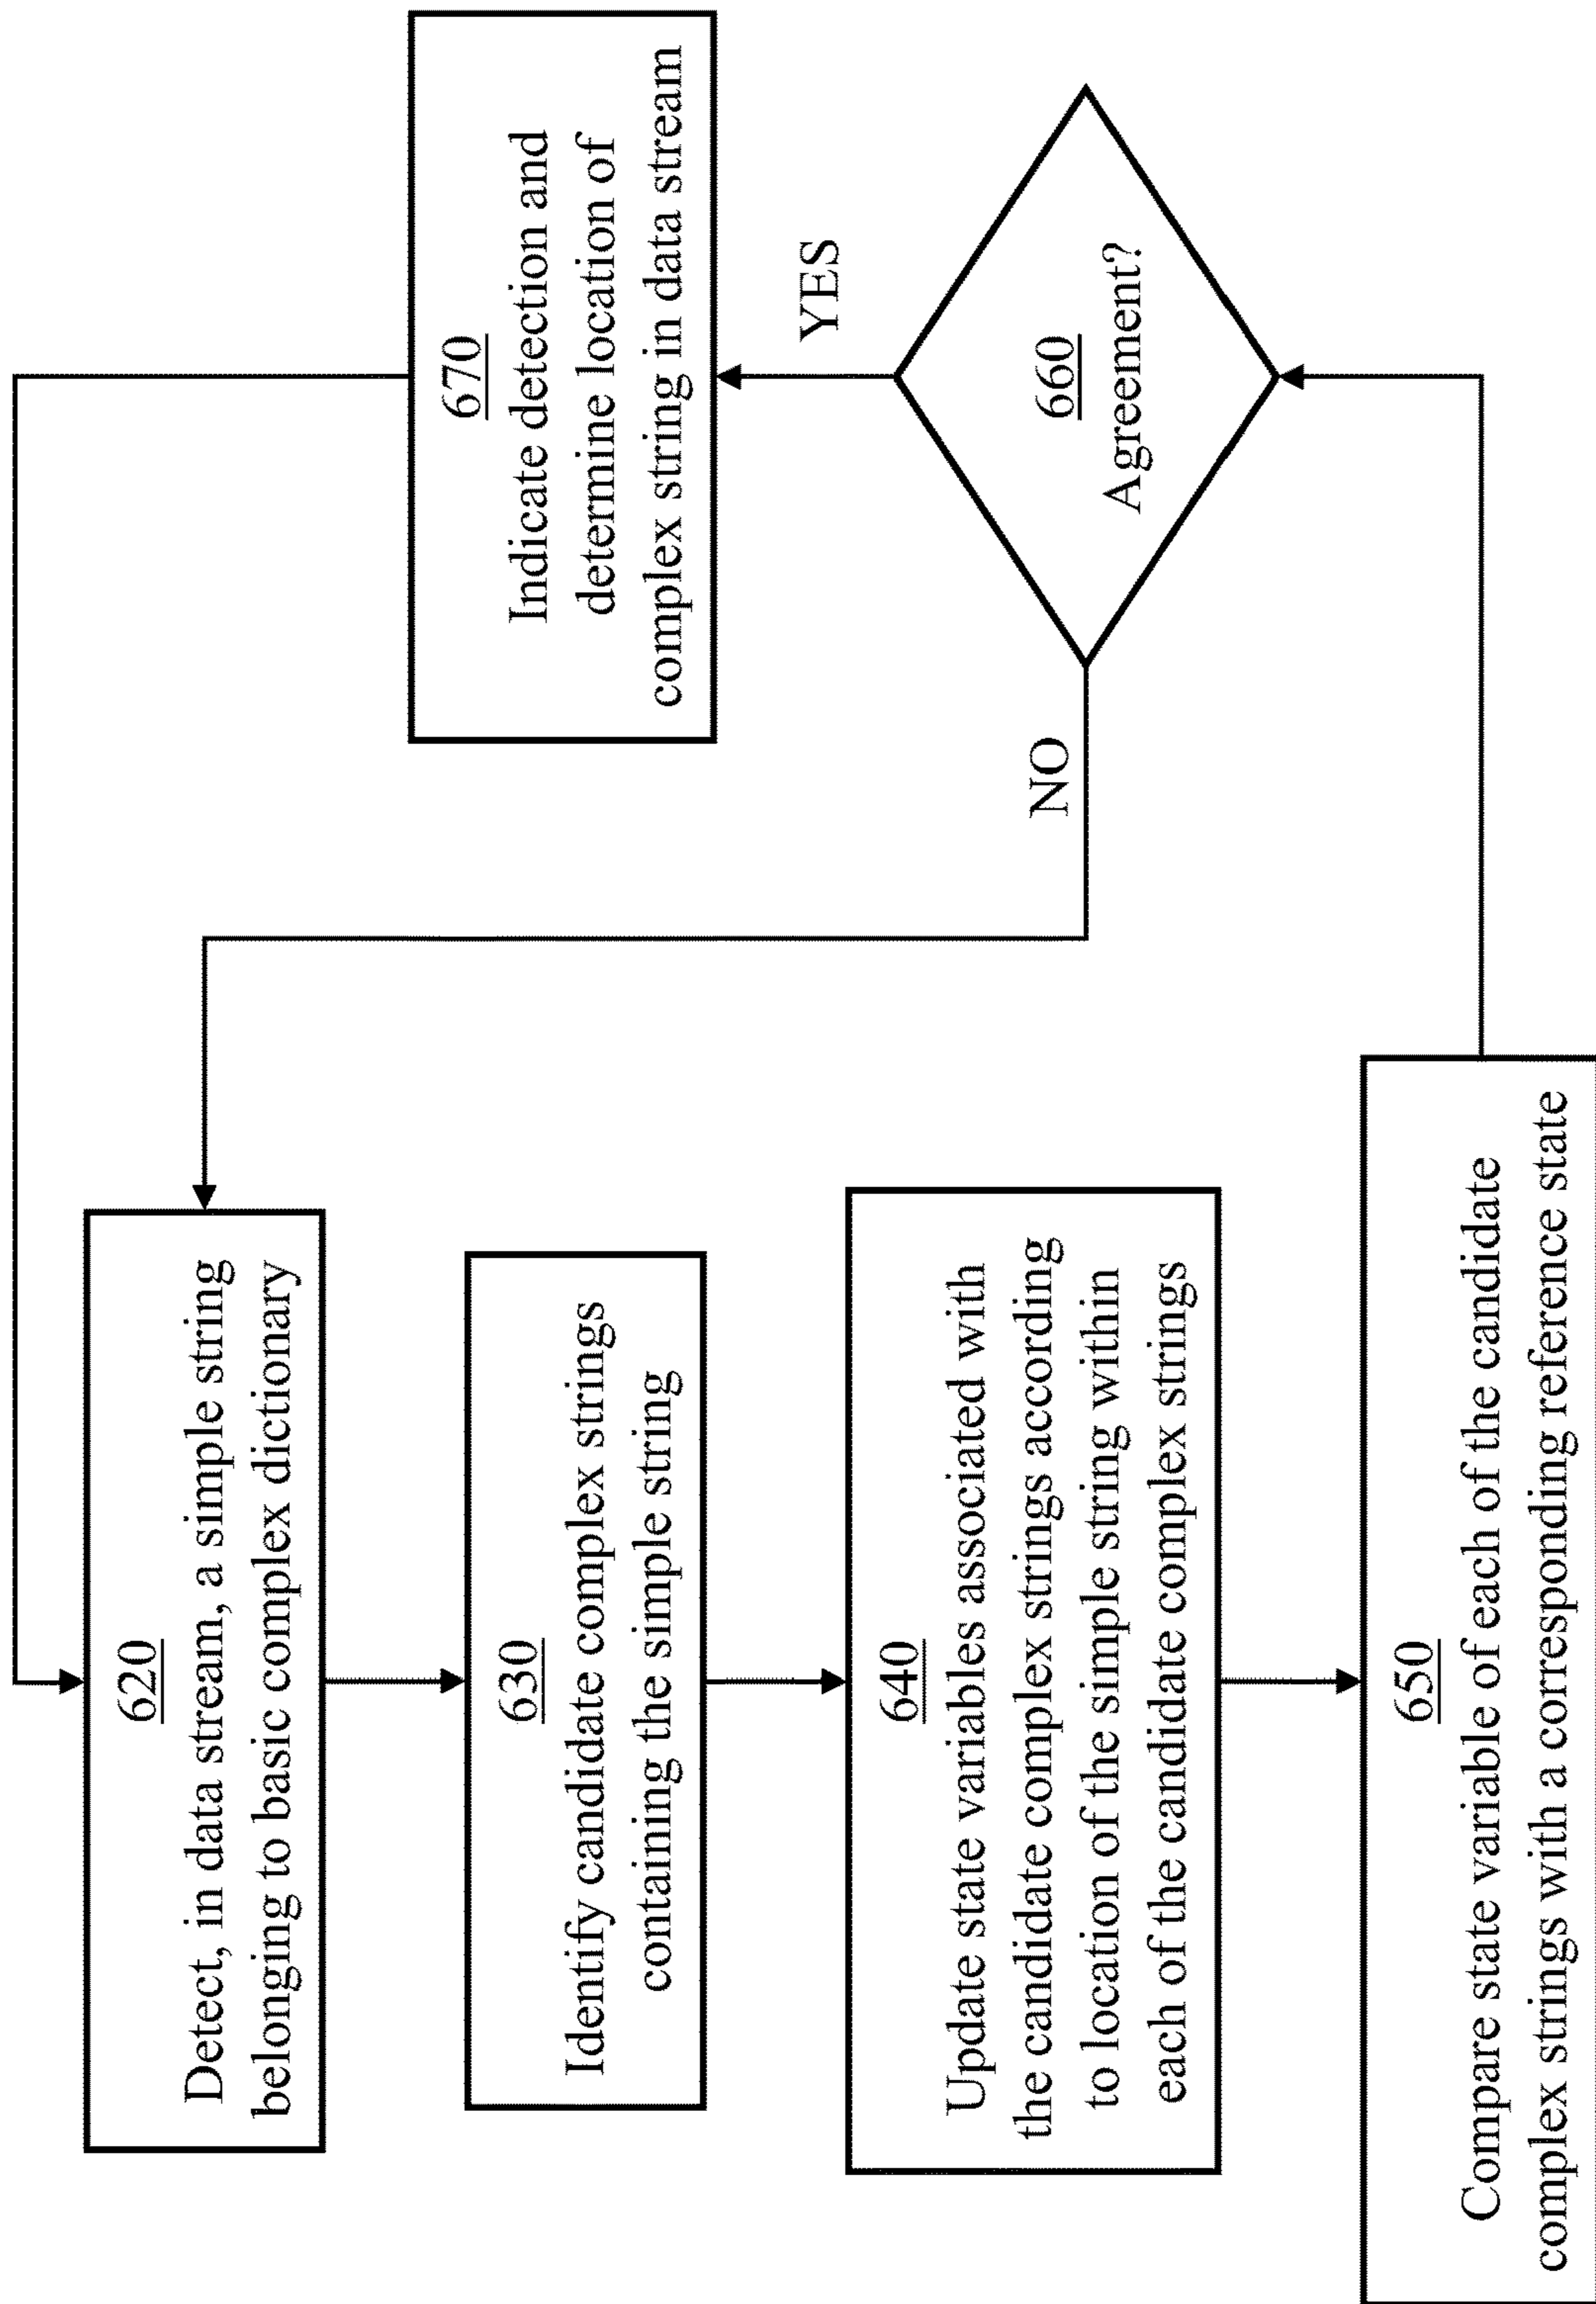 620
Detect, in data stream, a simple string
belonging to basic complex dictionary
630
Identify candidate complex strings
containing the simple string
640
Update state variables associated with
the candidate complex strings according
to location of the simple string within
each of the candidate complex strings
650
Compare state variable of each of the candidate
complex strings with a corresponding reference state
660
Agreement?
NO
YES
670
Indicate detection and
determine location of
complex string in data stream